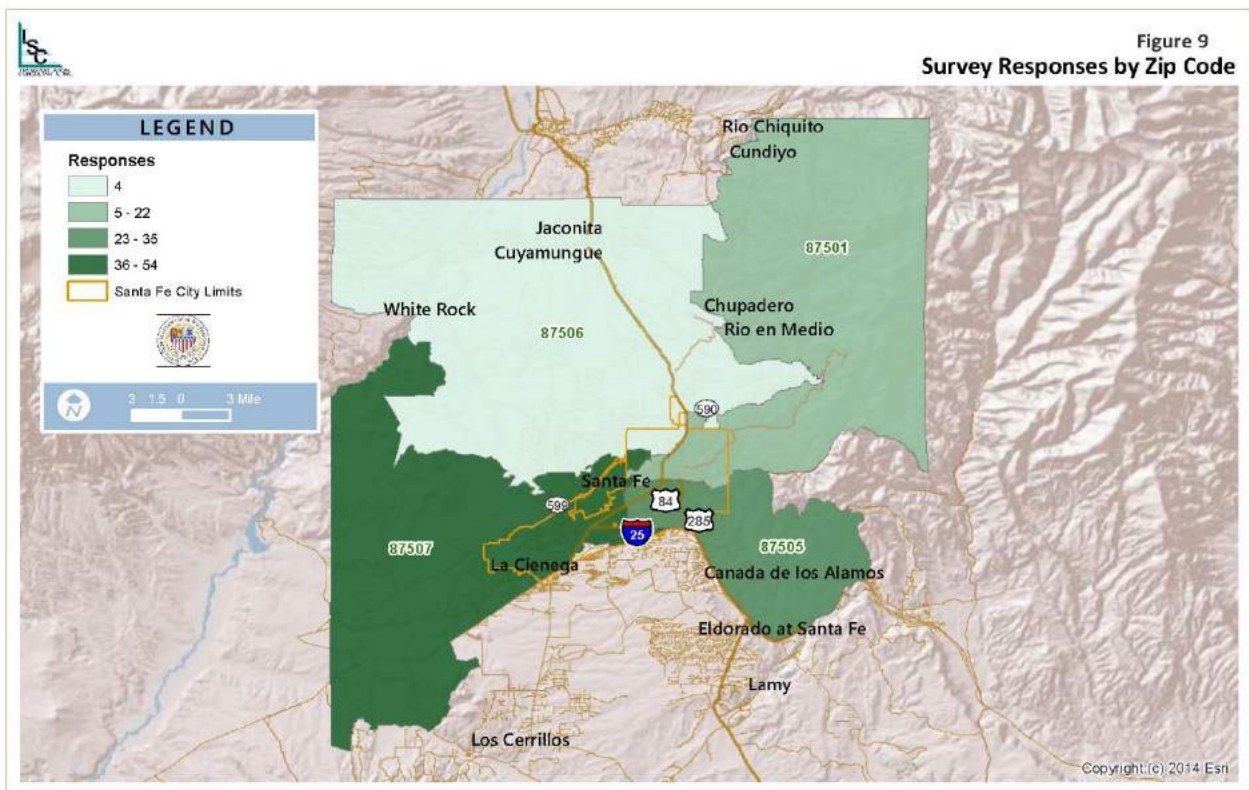 LSC
Figure 9
Survey Responses by Zip Code
LEGEND
Responses
4
5 - 22
23 - 35
36 - 54
Santa Fe City Limits
N
3 1.5 0 3 Mile
Rio Chiquito
Cundiyo
Jaconita
Cuyamungue
87501
White Rock
Chupadero
Rio en Medio
87506
590
Santa Fe
599
84
285
25
87507
87505
La Cienega
Canada de los Alamos
Eldorado at Santa Fe
Lamy
Los Cerrillos
Copyright:(c) 2014 Esri